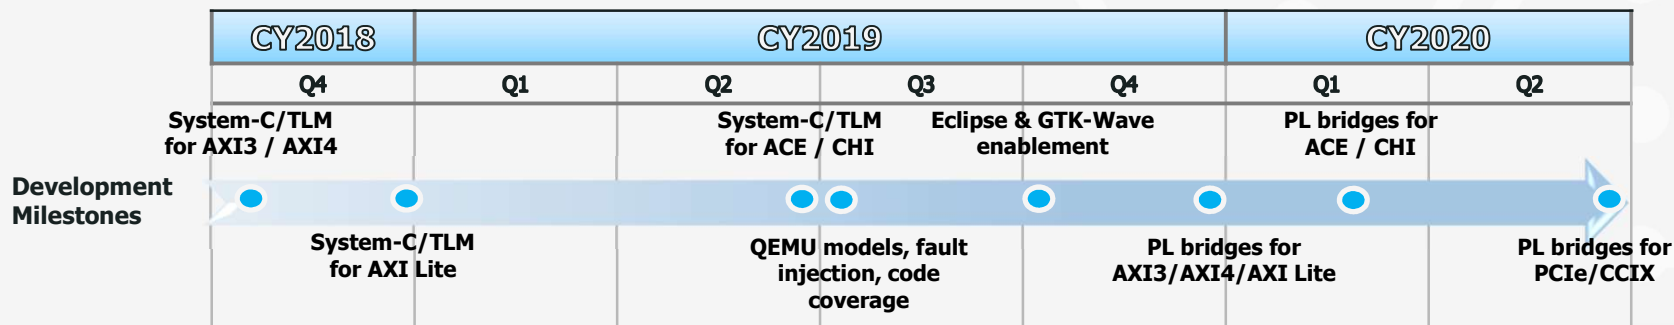 CY2018
CY2019
CY2020
Q4
Q1
Q2
Q3
Q4
Q1
Q2
System-C/TLM
for AXI3 / AXI4
System-C/TLM
for ACE / CHI
Eclipse & GTK-Wave
enablement
PL bridges for
ACE / CHI
Development
Milestones
System-C/TLM
for AXI Lite
QEMU models, fault
injection, code
coverage
PL bridges for
AXI3/AXI4/AXI Lite
PL bridges for
PCIe/CCIX